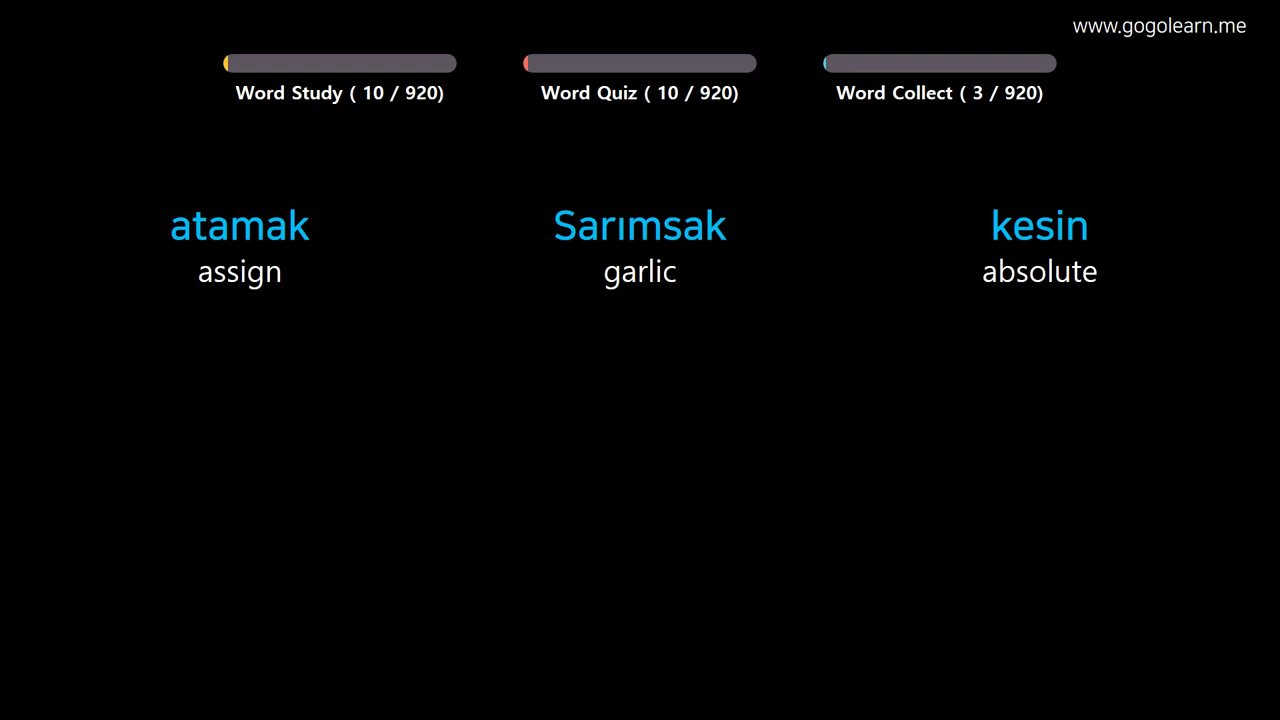 www.gogolearn.me
Word Study ( 10 / 920)
Word Quiz ( 10 / 920)
Word Collect ( 3 / 920)
atamak
assign
Sarımsak
garlic
kesin
absolute